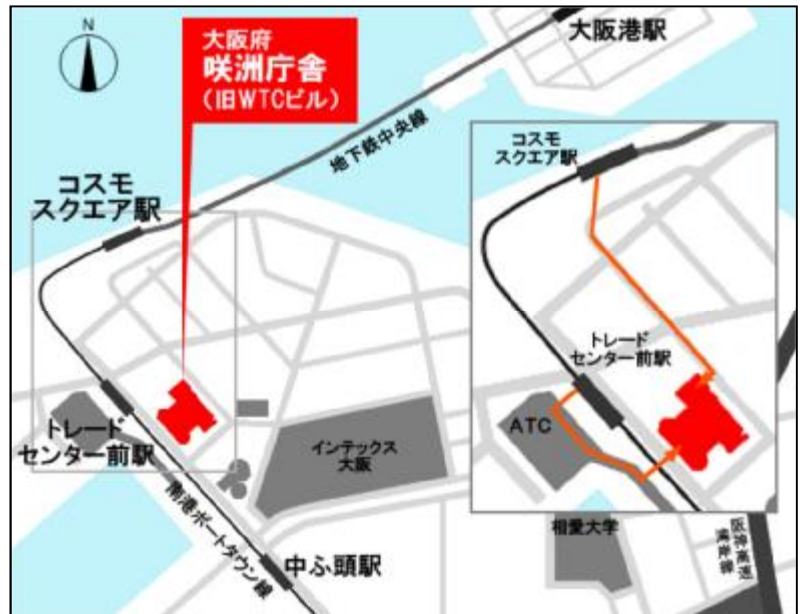 N
大阪府
咲洲庁舎
（旧WTCビル）
大阪港駅
地下鉄中央線
コスモ
スクエア駅
トレード
センター前駅
インテックス
大阪
南港ポートタウン線
中ふ頭駅
コスモ
スクエア駅
トレード
センター前駅
ATC
相愛大学
阪神高速
湾岸線